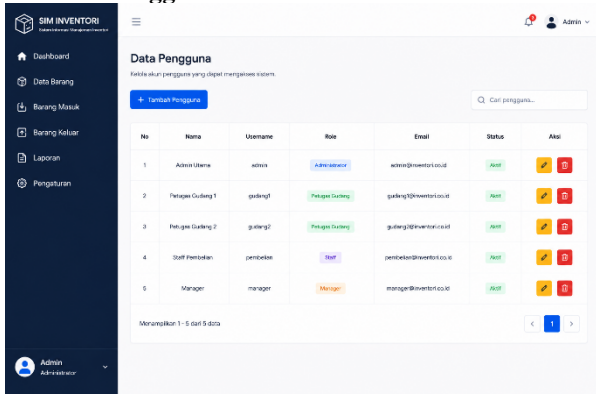 SIM INVENTORI
Sistem Informasi Manajemen Inventori
Admin
Dashboard
Data Barang
Barang Masuk
Barang Keluar
Laporan
Pengaturan
Data Pengguna
Kelola akun pengguna yang dapat mengakses sistem.
+ Tambah Pengguna
Cari pengguna...
No Nama Username Role Email Status Aksi
1 Admin Utama admin Administrator admin@inventori.co.id Aktif
2 Petugas Gudang 1 gudang1 Petugas Gudang gudang1@inventori.co.id Aktif
3 Petugas Gudang 2 gudang2 Petugas Gudang gudang2@inventori.co.id Aktif
4 Staff Pembelian pembelian Staff pembelian@inventori.co.id Aktif
5 Manager manager Manager manager@inventori.co.id Aktif
Menampilkan 1 - 5 dari 5 data
< 1 >
Admin
Administrator